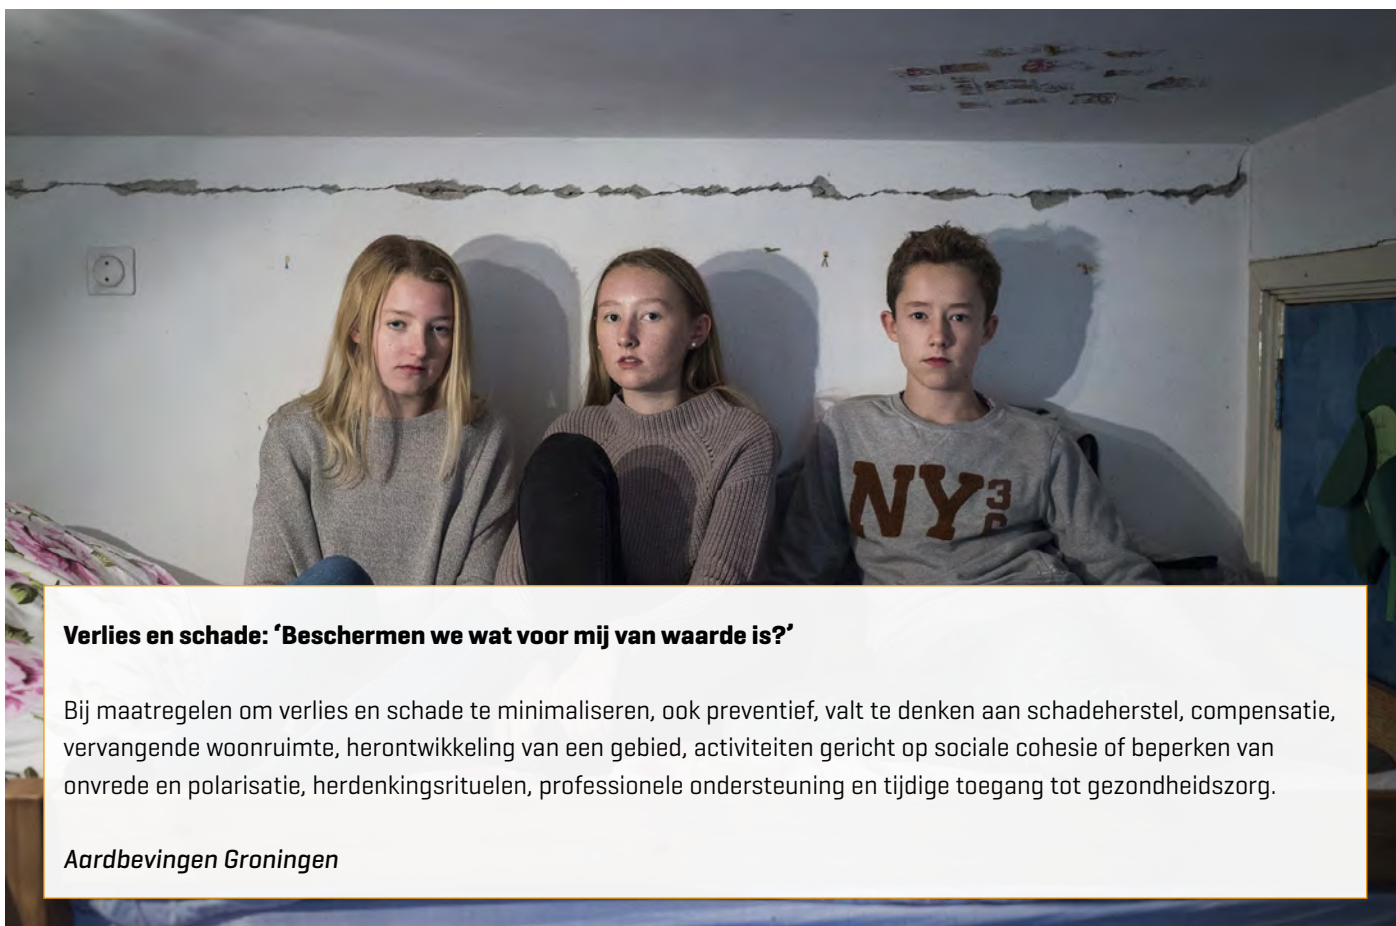 NY3
6
Verlies en schade: ‘Beschermen we wat voor mij van waarde is?’
Bij maatregelen om verlies en schade te minimaliseren, ook preventief, valt te denken aan schadeherstel, compensatie,
vervangende woonruimte, herontwikkeling van een gebied, activiteiten gericht op sociale cohesie of beperken van
onvrede en polarisatie, herdenkingsrituelen, professionele ondersteuning en tijdige toegang tot gezondheidszorg.
Aardbevingen Groningen